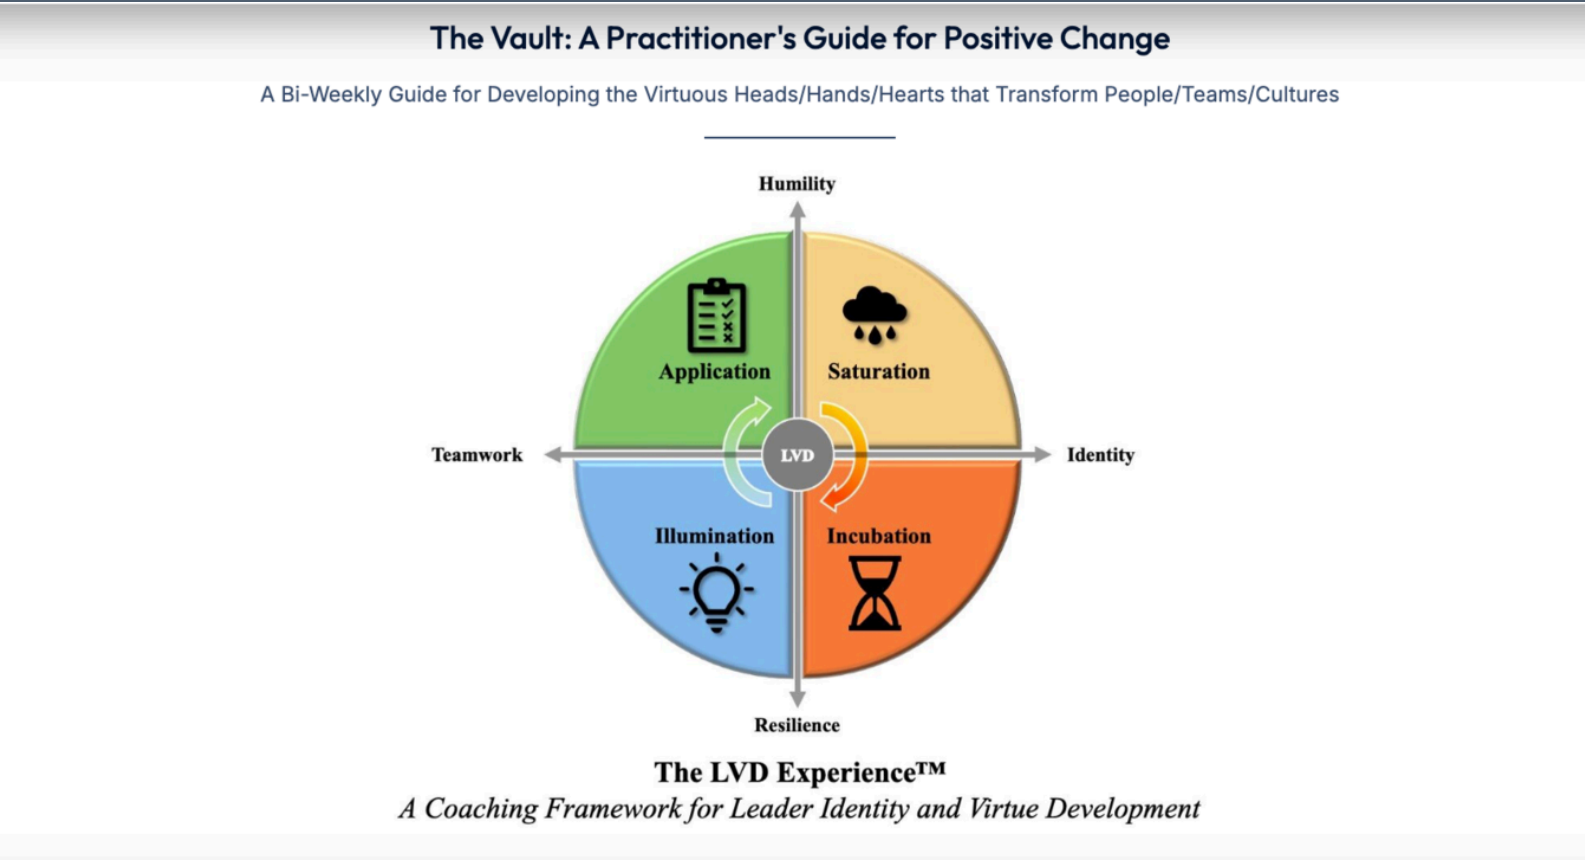 The Vault: A Practitioner's Guide for Positive Change
A Bi-Weekly Guide for Developing the Virtuous Heads/Hands/Hearts that Transform People/Teams/Cultures
Humility
Application
Saturation
Teamwork
LVD
Identity
Illumination
Incubation
Resilience
The LVD Experience™
A Coaching Framework for Leader Identity and Virtue Development